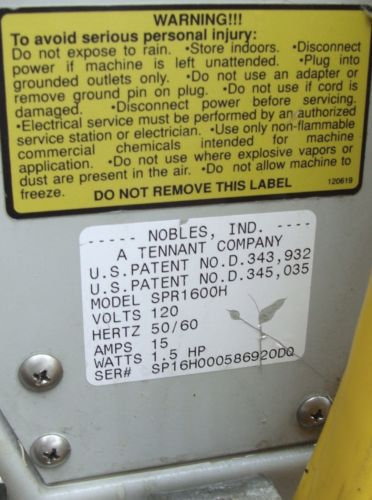 WARNING!!!
To avoid serious personal injury:
Do not expose to rain. •Store indoors. •Disconnect
power if machine is left unattended. •Plug into
grounded outlets only. •Do not use an adapter or
remove ground pin on plug. •Do not use if cord is
damaged. •Disconnect power before servicing.
•Electrical service must be performed by an authorized
service station or electrician. •Use only non-flammable
commercial chemicals intended for machine
application. •Do not use where explosive vapors or
dust are present in the air. •Do not allow machine to
freeze.
DO NOT REMOVE THIS LABEL 120619
----- NOBLES, IND. ----
A TENNANT COMPANY
U.S.PATENT NO.D.343,932
U.S.PATENT NO.D.345,035
MODEL SPR1600H
VOLTS 120
HERTZ 50/60
AMPS 15
WATTS 1.5 HP
SER# SP16H000586920DQ